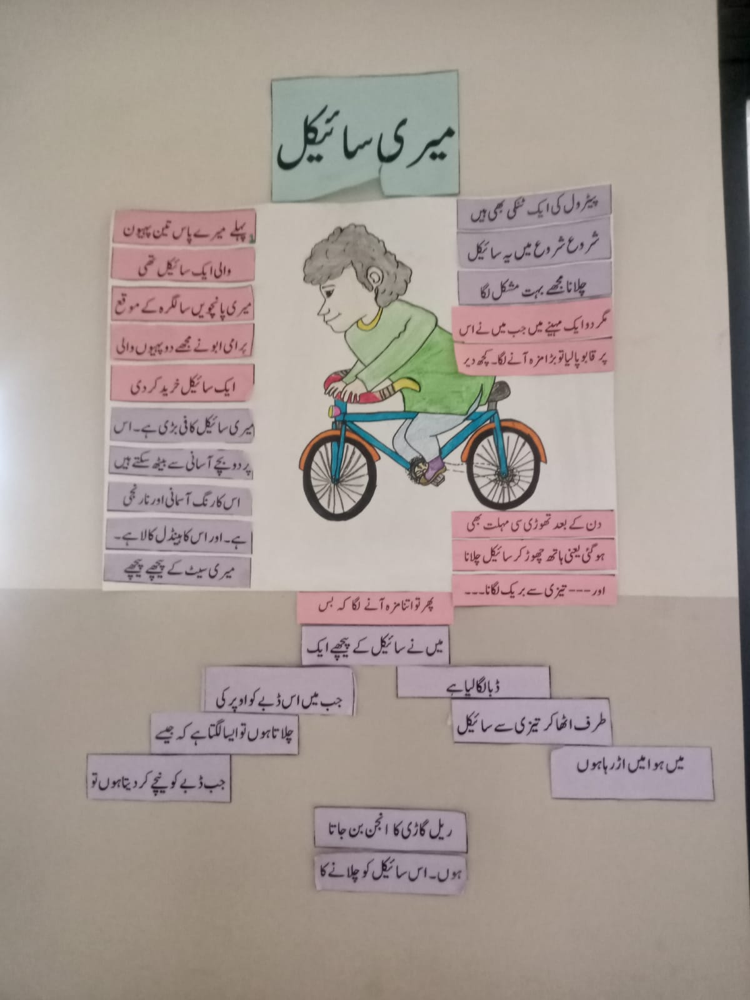 میری سائیکل
پہلے میرے پاس تین پہیون
والی ایک سائیکل تھی
میری پانچویں سالگرہ کے موقع
پر امی ابو نے مجھے دو پہیوں والی
ایک سائیکل خرید کر دی
میری سائیکل کافی بڑی ہے۔ اس
پر دو بچے آسانی سے بیٹھ سکتے ہیں
اس کا رنگ آسمانی اور نارنجی
ہے۔ اور اس کا ہینڈل کالا ہے۔
میری سیٹ کے پیچھے پیچھے
پیٹرول کی ایک ٹنکی بھی ہیں
شروع شروع میں یہ سائیکل
چلانا مجھے بہت مشکل لگا
مگر دو ایک مہینے میں جب میں نے اس
پر قابو پا لیا تو بڑا مزہ آنے لگا۔ کچھ دیر
دن کے بعد تھوڑی سی مہلت بھی
ہو گئی یعنی ہاتھ چھوڑ کر سائیکل چلانا
اور --- تیزی سے بریک لگانا...
پھر تو اتنا مزہ آنے لگا کہ بس
میں نے سائیکل کے پیچھے ایک
ڈبا لگا لیا ہے
جب میں اس ڈبے کو اوپر کی
طرف اٹھا کر تیزی سے سائیکل
چلاتا ہوں تو ایسا لگتا ہے کہ جیسے
میں ہوا میں اڑ رہا ہوں
جب ڈبے کو نیچے کر دیتا ہوں تو
ریل گاڑی کا انجن بن جاتا
ہوں۔ اس سائیکل کو چلانے کا